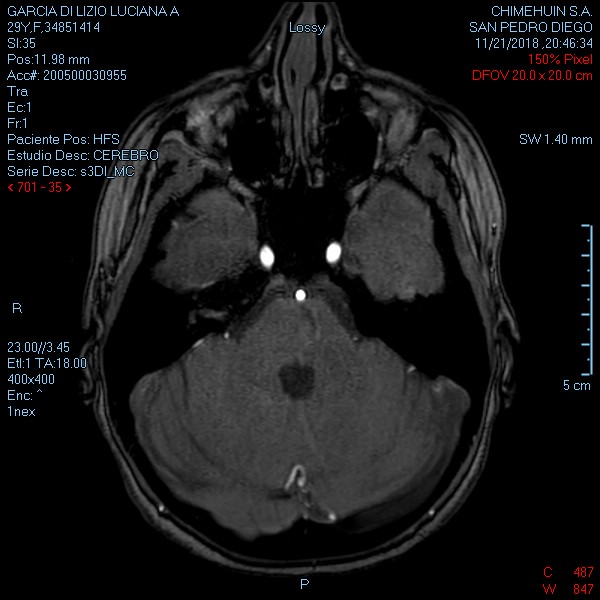 GARCIA DI LIZIO LUCIANA A
29Y,F,34851414
Sl:35
Pos:11.98 mm
Acc#: 200500030955
Tra
Ec:1
Fr:1
Paciente Pos: HFS
Estudio Desc: CEREBRO
Serie Desc: s3DI_MC
< 701 - 35 >
Lossy
CHIMEHUIN S.A.
SAN PEDRO DIEGO
11/21/2018 ,20:46:34
150% Pixel
DFOV 20.0 x 20.0 cm
SW 1.40 mm
R
23.00//3.45
Etl:1 TA:18.00
400x400
Enc: ^
1nex
5 cm
P
C 487
W 847